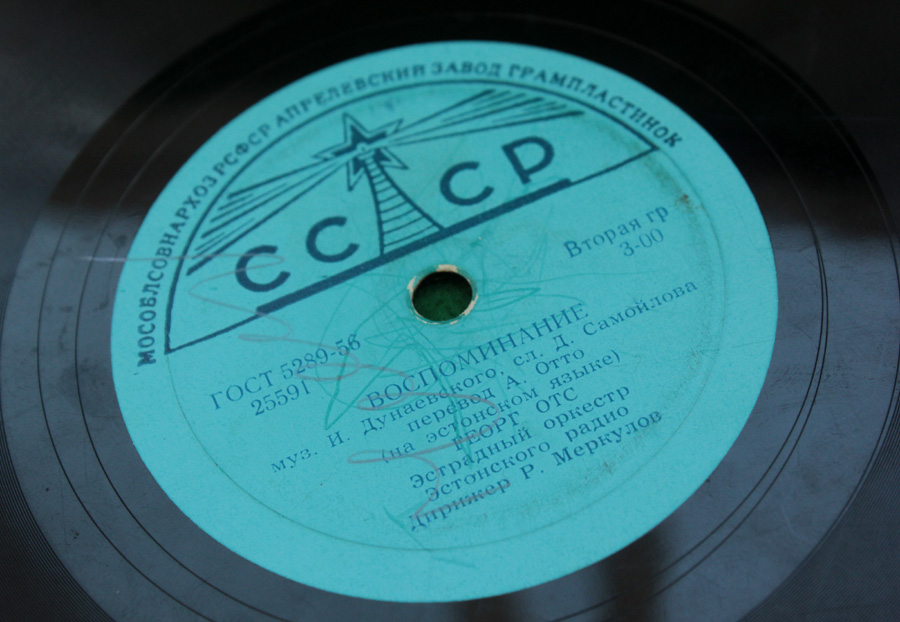 МОСОБЛСОВНАРХОЗ РСФСР АПРЕЛЕВСКИЙ ЗАВОД ГРАМПЛАСТИНОК
СССР
Вторая гр
3-00
ГОСТ 5289-56
25591
ВОСПОМИНАНИЕ
муз. И. Дунаевского, сл. Д. Самойлова
перевод А. Отто
(на эстонском языке)
ГЕОРГ ОТС
Эстрадный оркестр
Эстонского радио
Дирижер Р. Меркулов